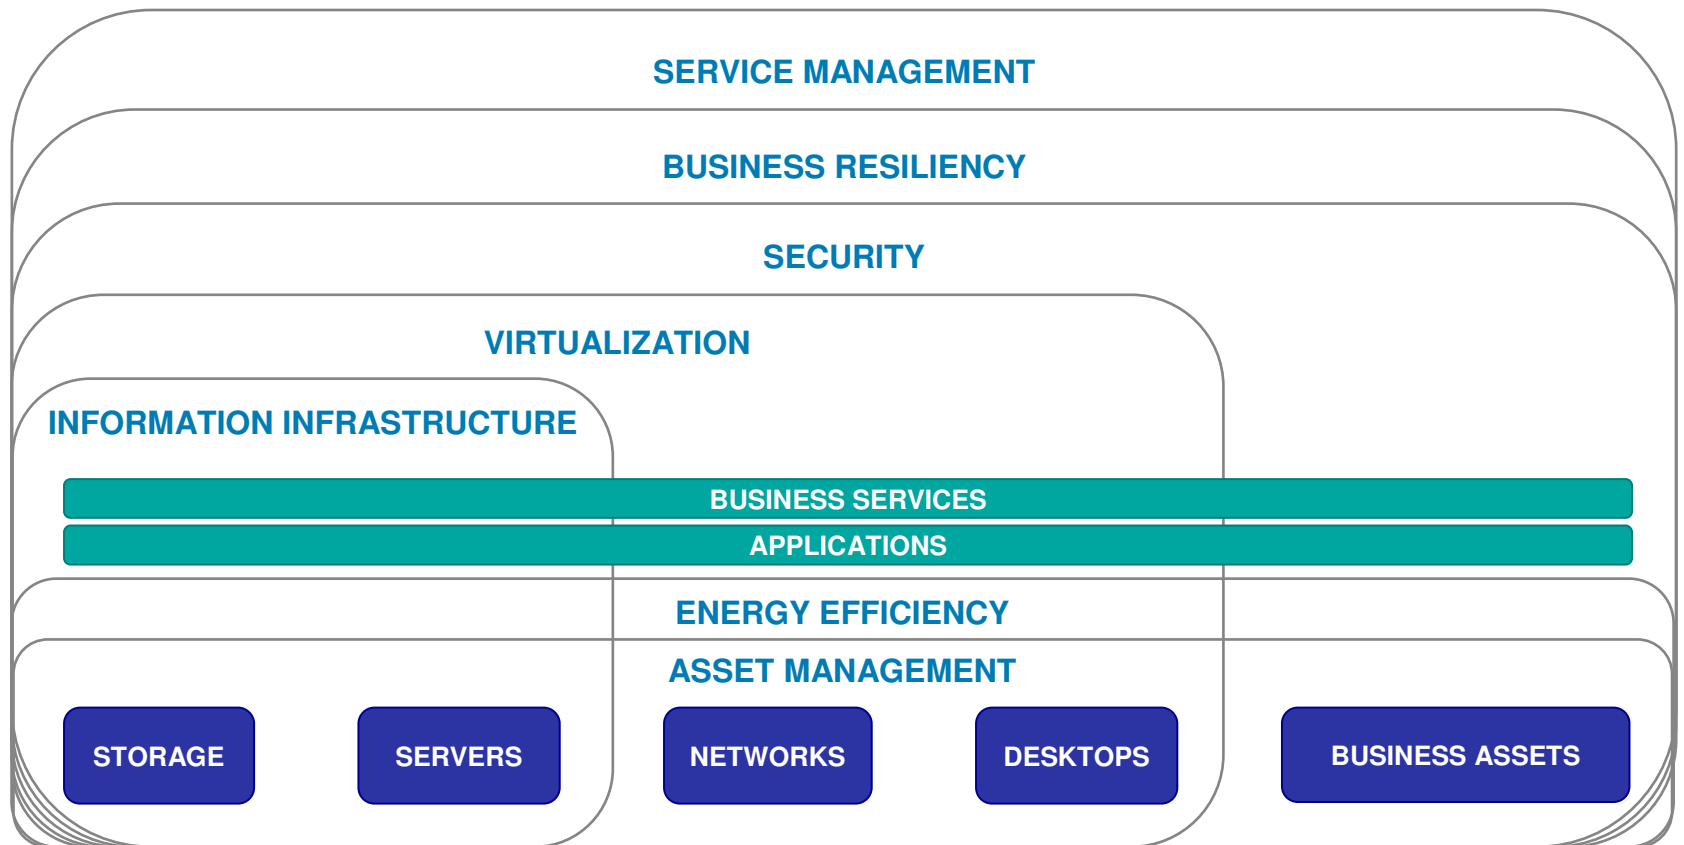 SERVICE MANAGEMENT
BUSINESS RESILIENCY
SECURITY
VIRTUALIZATION
INFORMATION INFRASTRUCTURE
BUSINESS SERVICES
APPLICATIONS
ENERGY EFFICIENCY
ASSET MANAGEMENT
STORAGE
SERVERS
NETWORKS
DESKTOPS
BUSINESS ASSETS